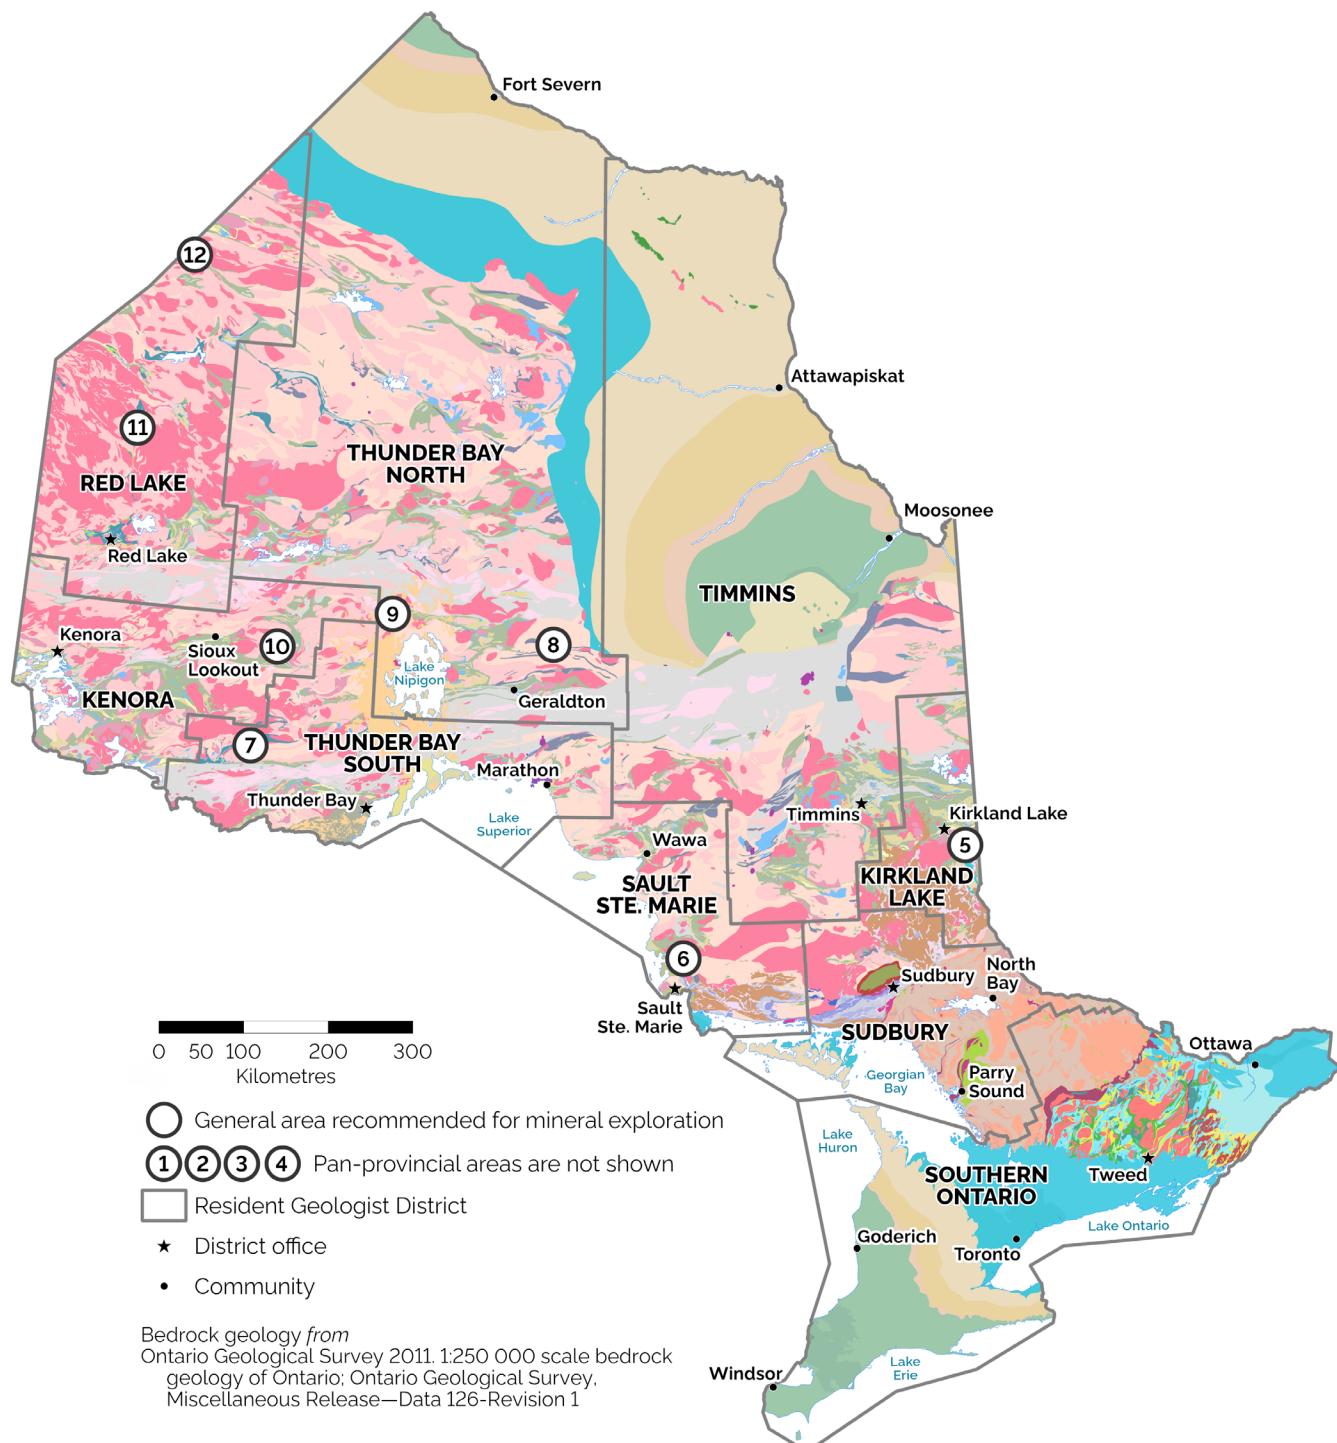 Fort Severn
12
Attawapiskat
11
THUNDER BAY
NORTH
RED LAKE
Moosonee
Red Lake
TIMMINS
9
Kenora
10
Sioux
Lookout
8
Lake
Nipigon
KENORA
Geraldton
7
THUNDER BAY
SOUTH
Marathon
Thunder Bay
Timmins
Kirkland Lake
Lake
Superior
Wawa
5
KIRKLAND
LAKE
SAULT
STE. MARIE
6
Sudbury
North
Bay
Sault
Ste. Marie
SUDBURY
0 50 100 200 300
Kilometres
Ottawa
Georgian
Bay
Parry
Sound
General area recommended for mineral exploration
1 2 3 4 Pan-provincial areas are not shown
Lake
Huron
SOUTHERN
ONTARIO
Tweed
Resident Geologist District
Lake Ontario
District office
Goderich
Toronto
Community
Bedrock geology from
Ontario Geological Survey 2011. 1:250 000 scale bedrock
geology of Ontario; Ontario Geological Survey,
Miscellaneous Release—Data 126-Revision 1
Windsor
Lake
Erie